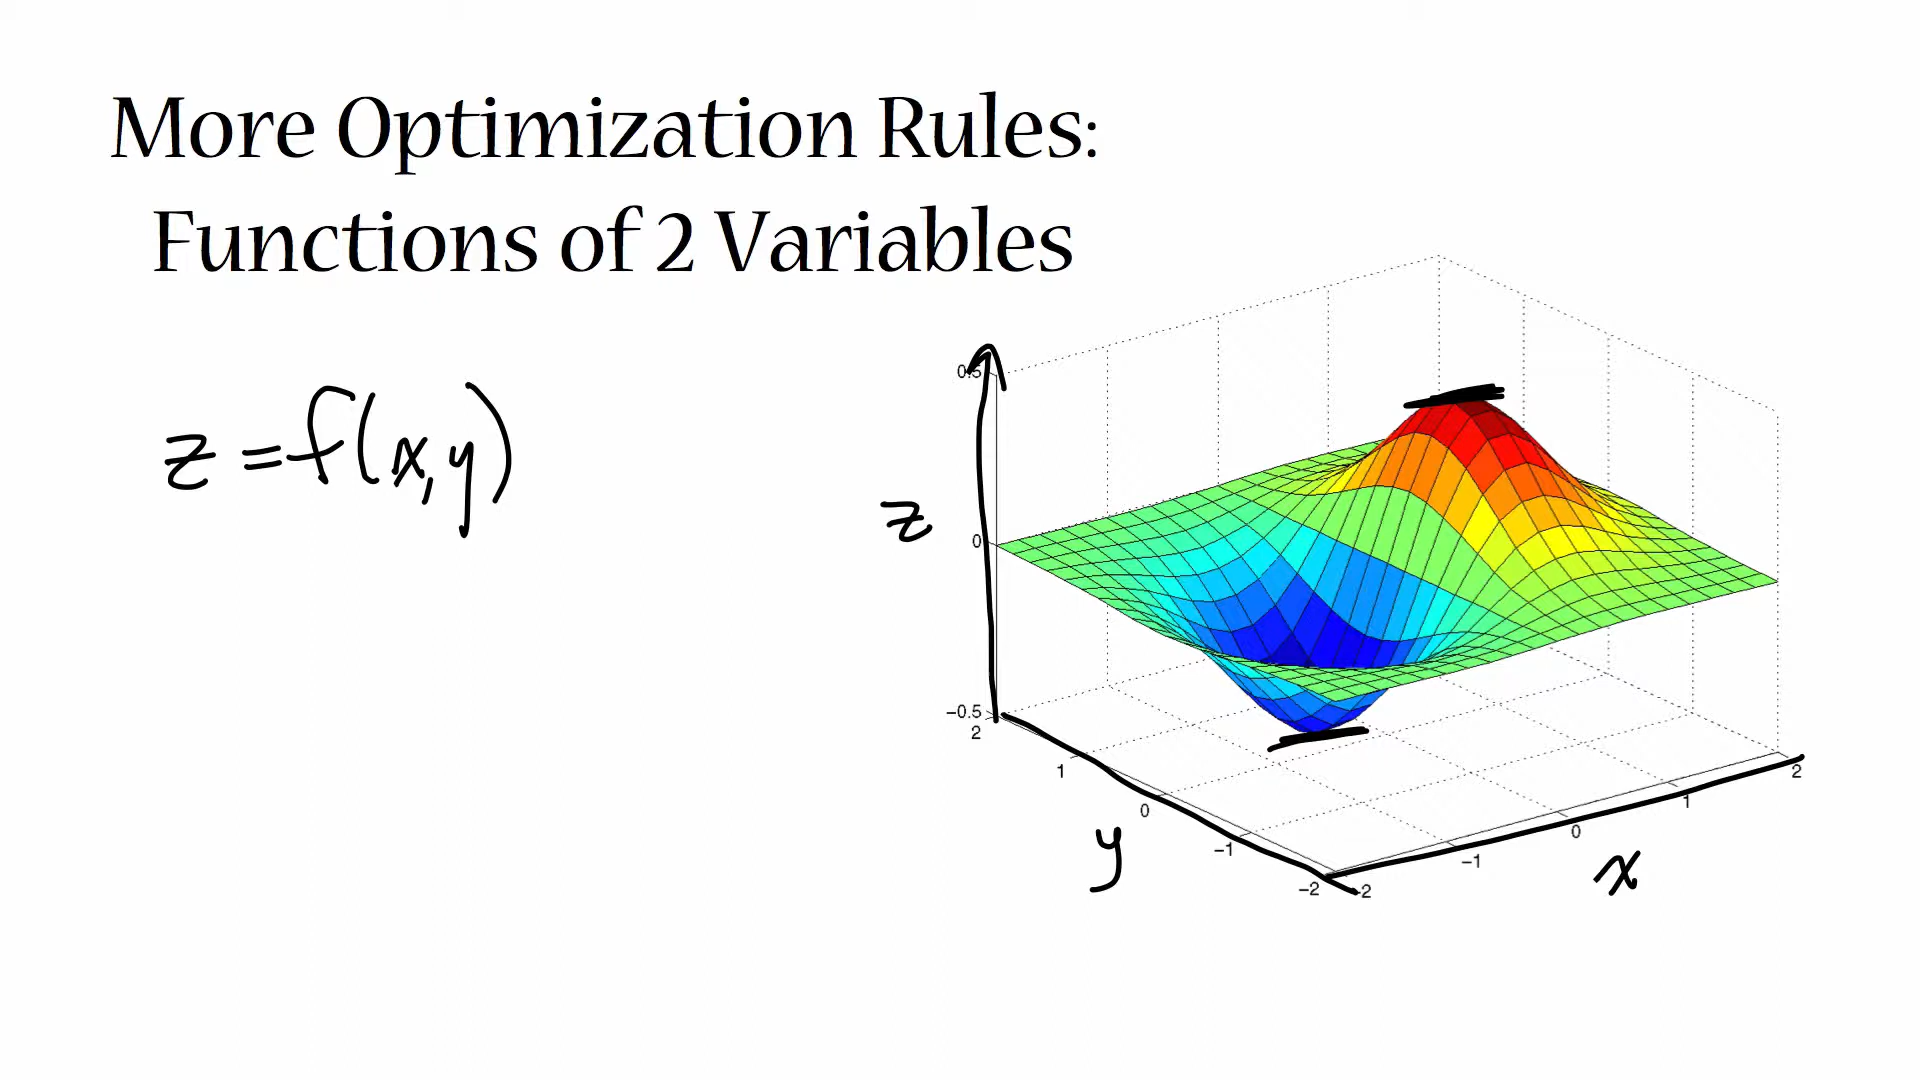 More Optimization Rules:
Functions of 2 Variables
z = f(x,y)
z
0.5
0
−0.5
2
1
0
−1
−2
y
-2
−1
0
1
2
x